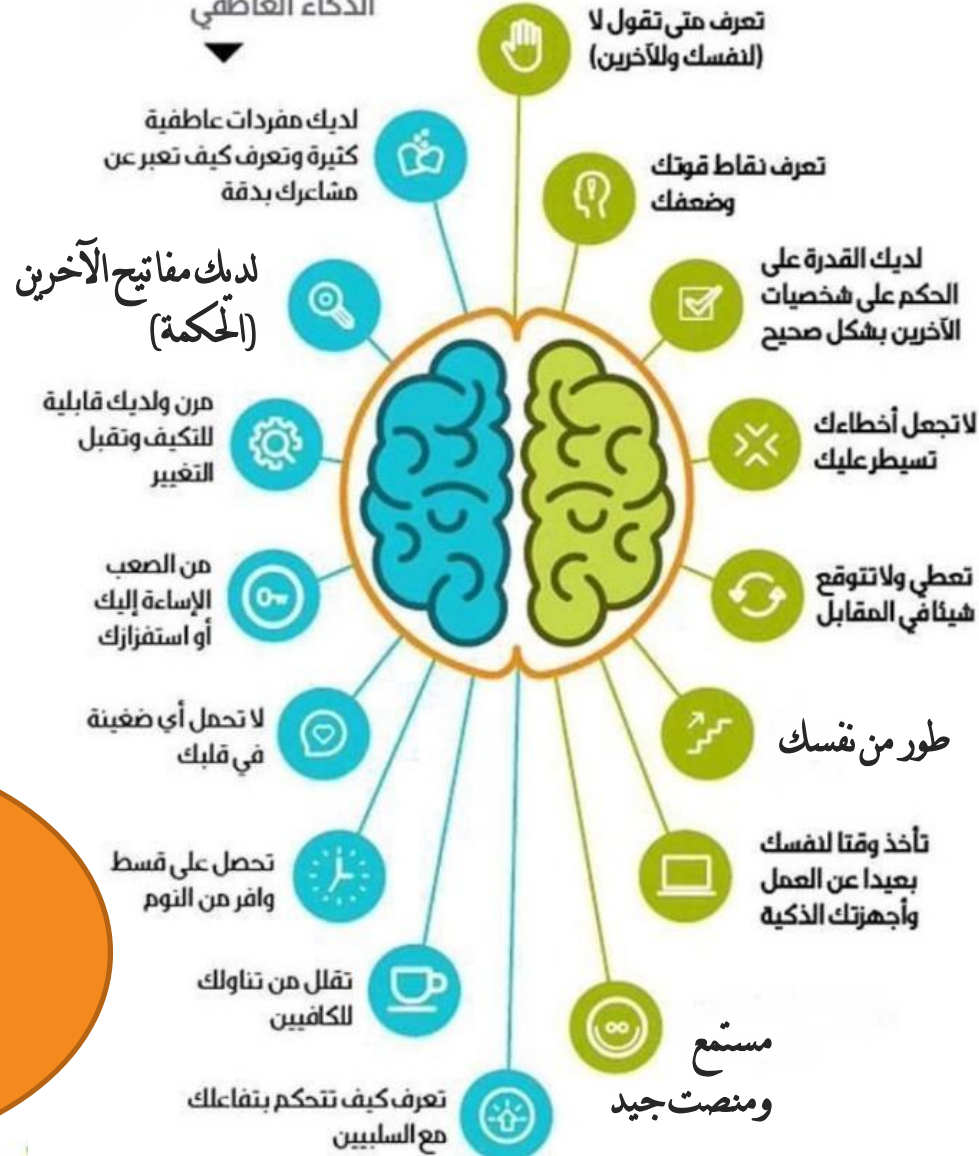 الذكاء العاطفي
تعرف متى تقول لا
(لنفسك وللآخرين)
تعرف نقاط قوتك
وضعفك
لديك القدرة على
الحكم على شخصيات
الآخرين بشكل صحيح
لا تجعل أخطاءك
تسيطر عليك
تعطي ولا تتوقع
شيئا في المقابل
طور من نفسك
تأخذ وقتا لنفسك
بعيدا عن العمل
وأجهزتك الذكية
مستمع
ومنصت جيد
لديك مفردات عاطفية
كثيرة وتعرف كيف تعبر عن
مشاعرك بدقة
لديك مفاتيح الآخرين
(الحكمة)
مرن ولديك قابلية
للتكيف وتقبل
التغيير
من الصعب
الإساءة إليك
أو استفزازك
لا تحمل أي ضغينة
في قلبك
تحصل على قسط
وافر من النوم
تقلل من تناولك
للكافيين
تعرف كيف تتحكم بتفاعلك
مع السلبيين